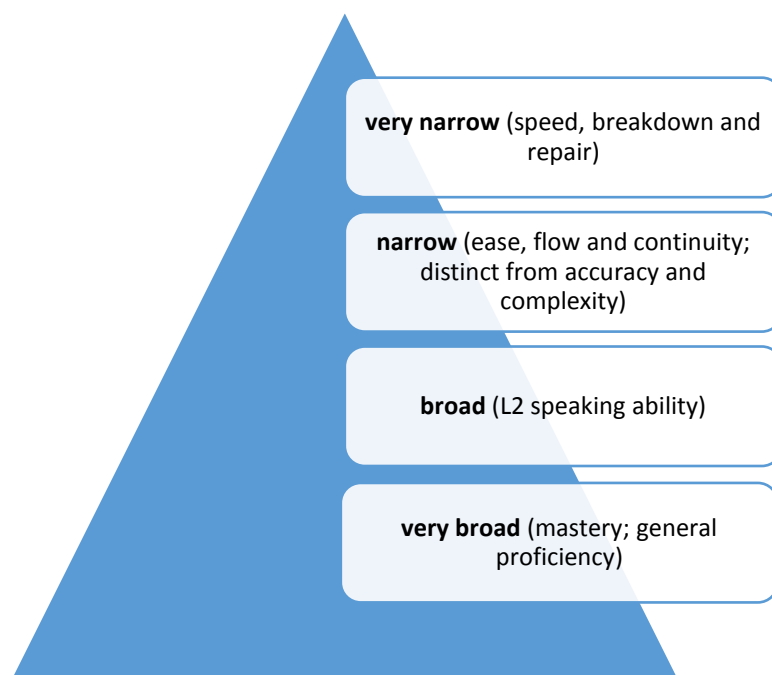 very narrow (speed, breakdown and
repair)
narrow (ease, flow and continuity;
distinct from accuracy and
complexity)
broad (L2 speaking ability)
very broad (mastery; general
proficiency)